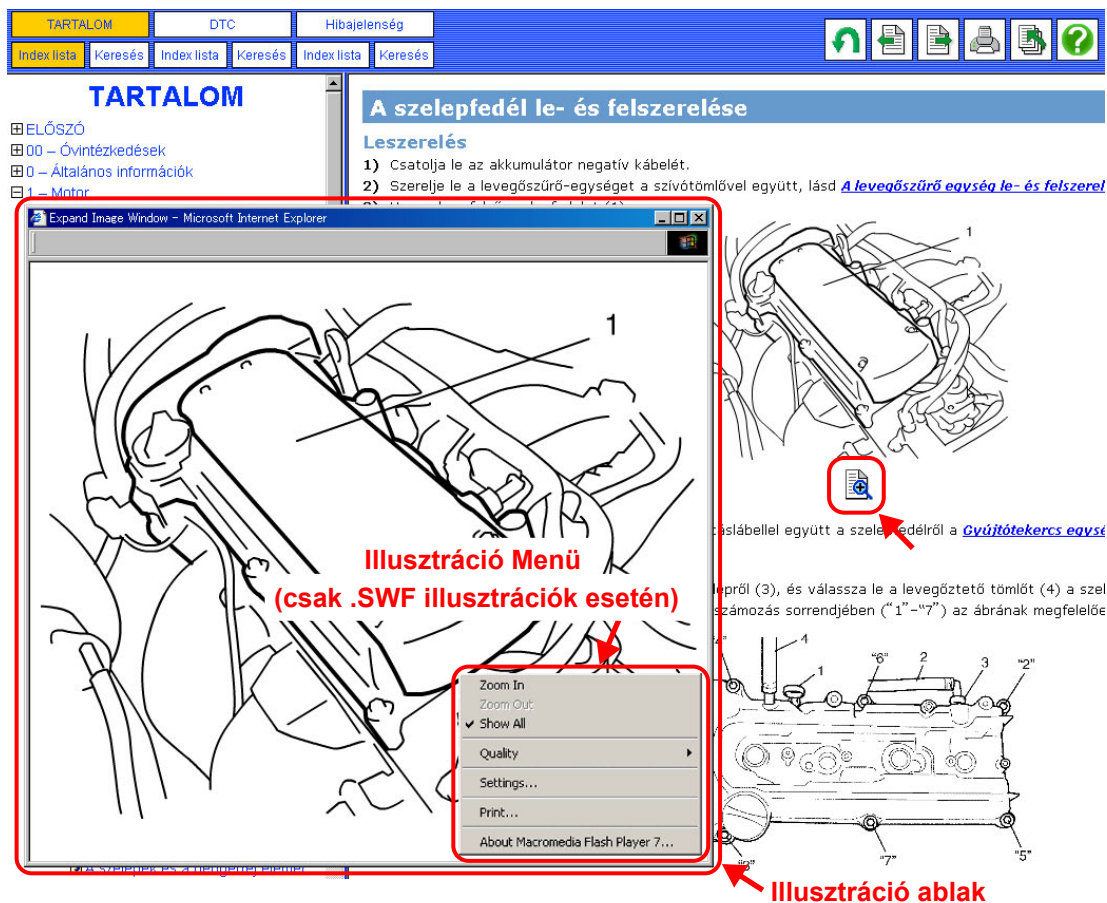 TARTALOM DTC Hibajelenség
Index lista Keresés Index lista Keresés Index lista Keresés
TARTALOM
ELŐSZÓ
00 – Óvintézkedések
0 – Általános információk
1 – Motor
A szelepfedél le- és felszerelése
Leszerelés
1) Csatolja le az akkumulátor negatív kábelét.
2) Szerelje le a levegőszűrő-egységet a szívótömlővel együtt, lásd A levegőszűrő egység le- és felszerel
1
Expand Image Window - Microsoft Internet Explorer
1
Illusztráció Menü
(csak .SWF illusztrációk esetén)
Zoom In
Zoom Out
Show All
Quality
Settings...
Print...
About Macromedia Flash Player 7...
táslábellel együtt a szelepfedélről a Gyújtótekercs egysé
lepről (3), és válassza le a levegőztető tömlőt (4) a szel
számozás sorrendjében ("1"-"7") az ábrának megfelelőe
4 1 "6" 2 3 "2"
"7" "5"
Illusztráció ablak